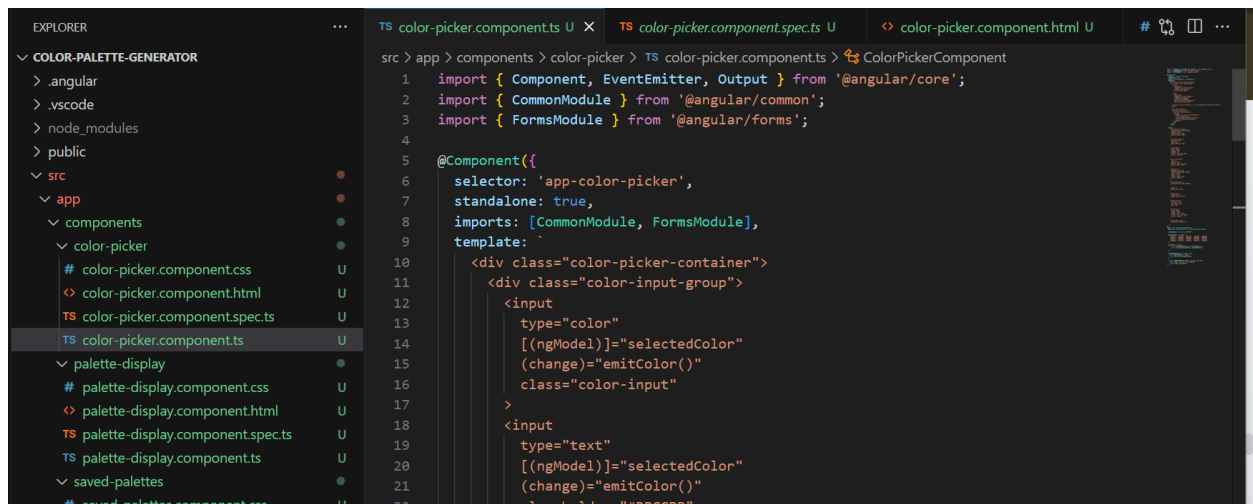 EXPLORER
COLOR-PALETTE-GENERATOR
.angular
.vscode
node_modules
public
src
app
components
color-picker
# color-picker.component.css U
<> color-picker.component.html U
TS color-picker.component.spec.ts U
TS color-picker.component.ts U
palette-display
# palette-display.component.css U
<> palette-display.component.html U
TS palette-display.component.spec.ts U
TS palette-display.component.ts U
saved-palettes
# saved-palettes.component.css U
TS color-picker.component.ts U
TS color-picker.component.spec.ts U
<> color-picker.component.html U
#
src > app > components > color-picker > TS color-picker.component.ts > ColorPickerComponent
1 import { Component, EventEmitter, Output } from '@angular/core';
2 import { CommonModule } from '@angular/common';
3 import { FormsModule } from '@angular/forms';
4
5 @Component({
6 selector: 'app-color-picker',
7 standalone: true,
8 imports: [CommonModule, FormsModule],
9 template: `
10 <div class="color-picker-container">
11 <div class="color-input-group">
12 <input
13 type="color"
14 [(ngModel)]="selectedColor"
15 (change)="emitColor()"
16 class="color-input"
17 >
18 <input
19 type="text"
20 [(ngModel)]="selectedColor"
21 (change)="emitColor()"